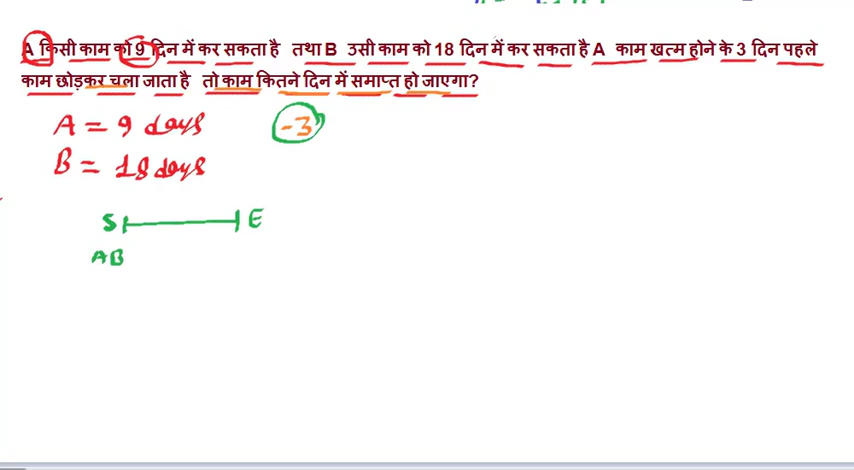 A किसी काम को 9 दिन में कर सकता है तथा B उसी काम को 18 दिन में कर सकता है A काम खत्म होने के 3 दिन पहले
काम छोड़कर चला जाता है तो काम कितने दिन में समाप्त हो जाएगा?
A = 9 days -3
B = 18 days
S E
AB